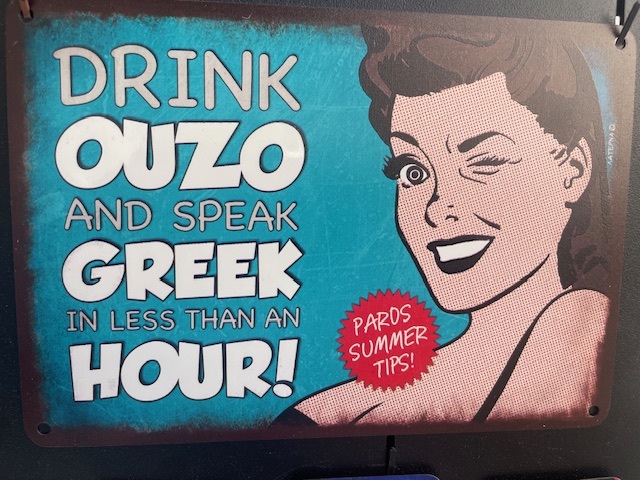 DRINK
OUZO
AND SPEAK
GREEK
IN LESS THAN AN
HOUR!
PAROS
SUMMER
TIPS!